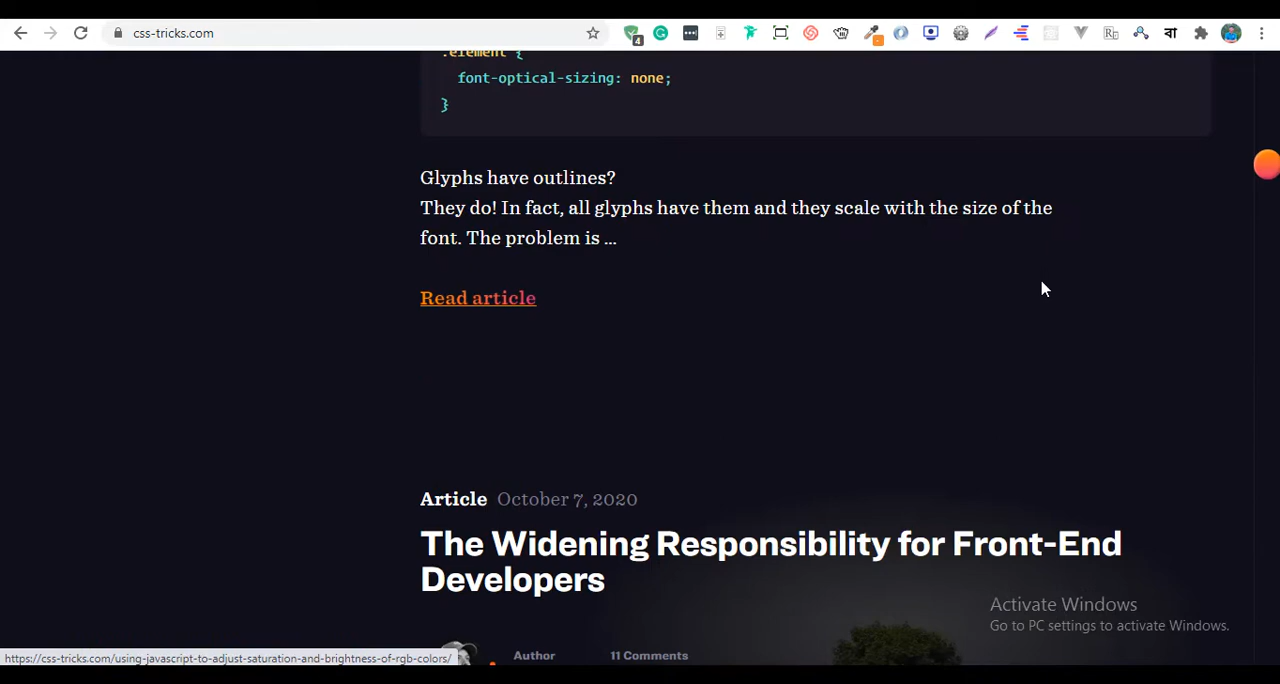 css-tricks.com
4
বা
.element {
font-optical-sizing: none;
}
Glyphs have outlines?
They do! In fact, all glyphs have them and they scale with the size of the
font. The problem is ...
Read article
Article October 7, 2020
The Widening Responsibility for Front-End
Developers
Activate Windows
Go to PC settings to activate Windows.
Author 11 Comments
https://css-tricks.com/using-javascript-to-adjust-saturation-and-brightness-of-rgb-colors/